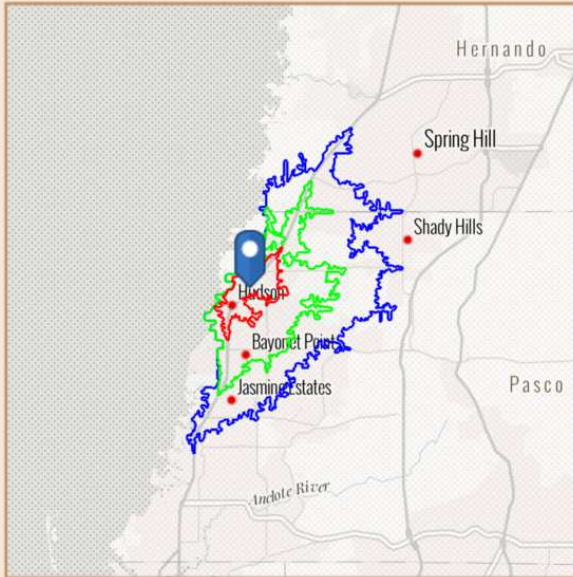 Hernando
Spring Hill
Shady Hills
Hudson
Bayonet Point
Jasmine Estates
Pasco
Anclote River